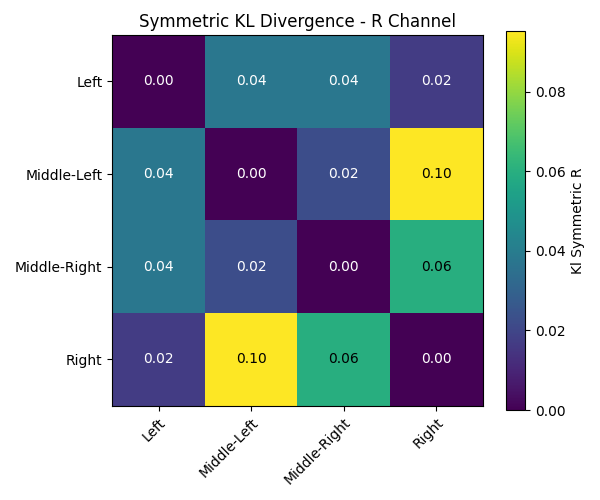 Symmetric KL Divergence - R Channel
Left 0.00 0.04 0.04 0.02
Middle-Left 0.04 0.00 0.02 0.10
Middle-Right 0.04 0.02 0.00 0.06
Right 0.02 0.10 0.06 0.00
Left Middle-Left Middle-Right Right
0.08
0.06
0.04
0.02
0.00
Kl Symmetric R